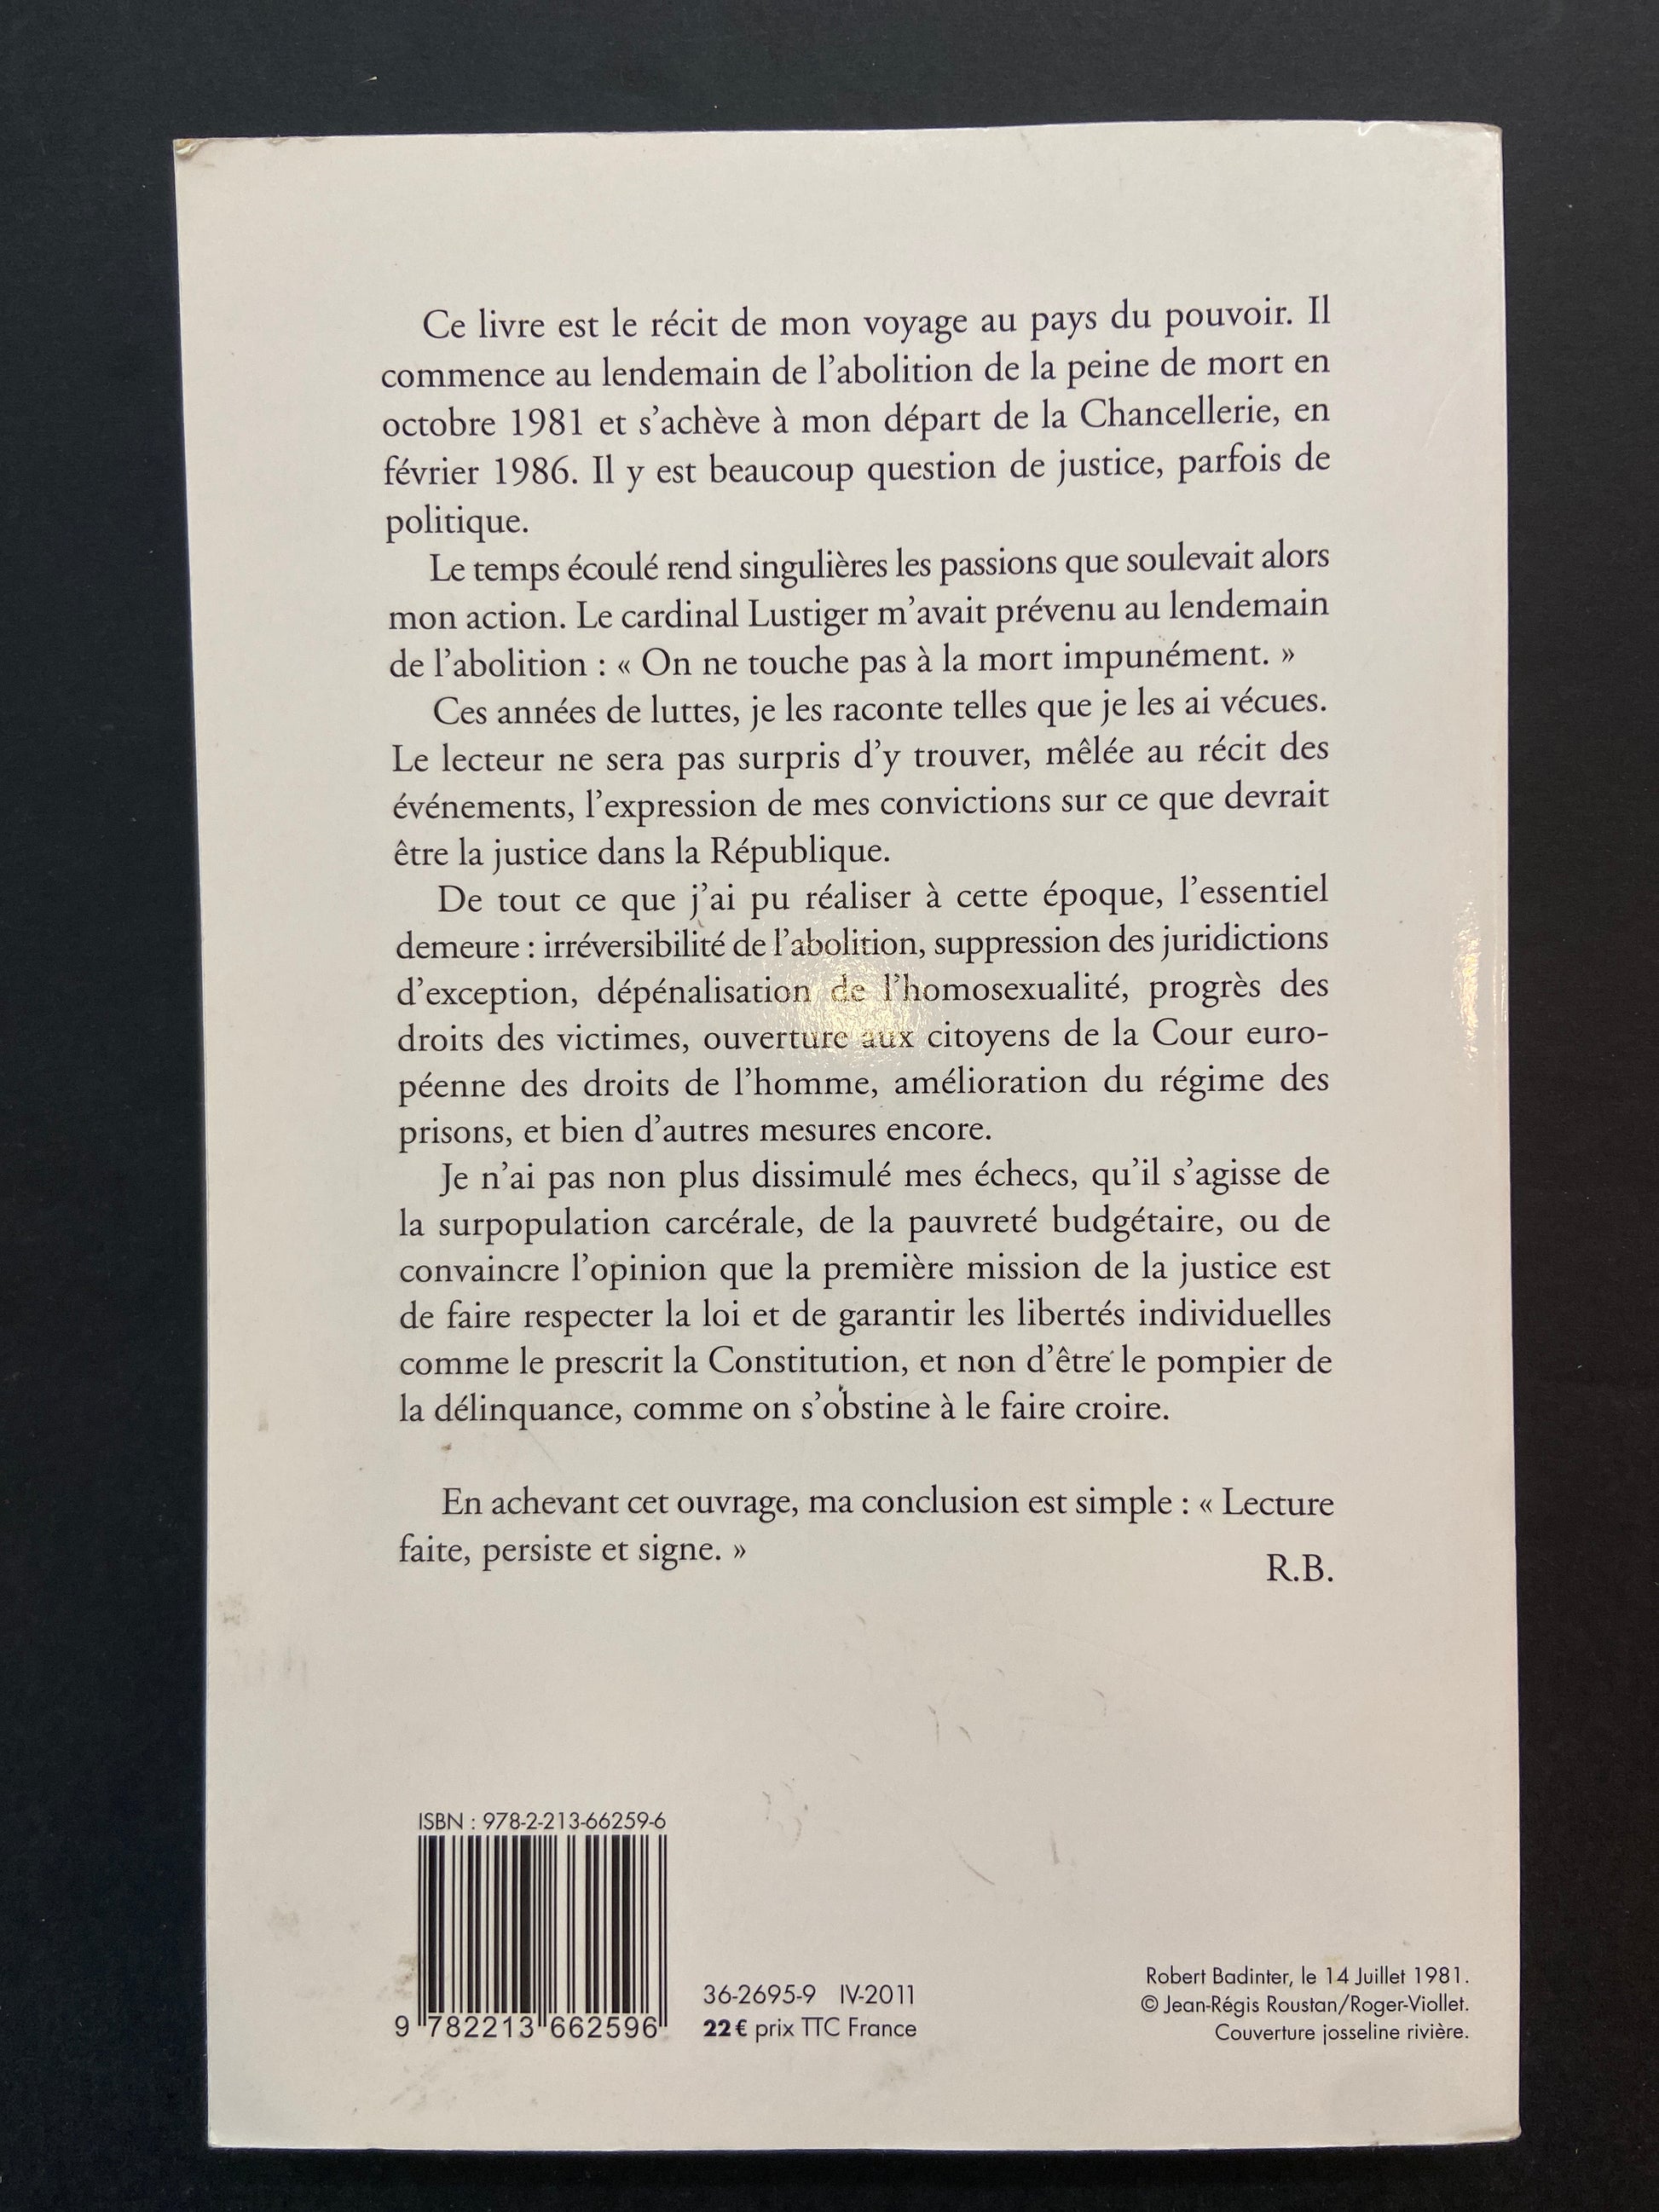 Ce livre est le récit de mon voyage au pays du pouvoir. Il
commence au lendemain de l'abolition de la peine de mort en
octobre 1981 et s'achève à mon départ de la Chancellerie, en
février 1986. Il y est beaucoup question de justice, parfois de
politique.
Le temps écoulé rend singulières les passions que soulevait alors
mon action. Le cardinal Lustiger m'avait prévenu au lendemain
de l'abolition : « On ne touche pas à la mort impunément. »
Ces années de luttes, je les raconte telles que je les ai vécues.
Le lecteur ne sera pas surpris d'y trouver, mêlée au récit des
événements, l'expression de mes convictions sur ce que devrait
être la justice dans la République.
De tout ce que j'ai pu réaliser à cette époque, l'essentiel
demeure : irréversibilité de l'abolition, suppression des juridictions
d'exception, dépénalisation de l'homosexualité, progrès des
droits des victimes, ouverture aux citoyens de la Cour euro-
péenne des droits de l'homme, amélioration du régime des
prisons, et bien d'autres mesures encore.
Je n'ai pas non plus dissimulé mes échecs, qu'il s'agisse de
la surpopulation carcérale, de la pauvreté budgétaire, ou de
convaincre l'opinion que la première mission de la justice est
de faire respecter la loi et de garantir les libertés individuelles
comme le prescrit la Constitution, et non d'être le pompier de
la délinquance, comme on s'obstine à le faire croire.
En achevant cet ouvrage, ma conclusion est simple : « Lecture
faite, persiste et signe. »
R.B.
ISBN : 978-2-213-66259-6
9 782213 662596
36-2695-9 IV-2011
22 € prix TTC France
Robert Badinter, le 14 Juillet 1981.
© Jean-Régis Roustan/Roger-Viollet.
Couverture josseline rivière.